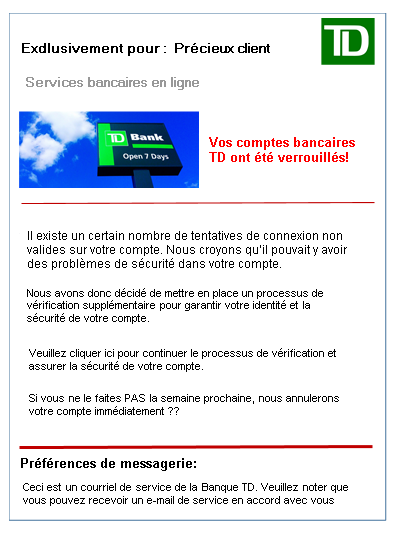 Exdlusivement pour : Précieux client
TD
Services bancaires en ligne
TD Bank
Open 7 Days
Vos comptes bancaires
TD ont été verrouillés!
Il existe un certain nombre de tentatives de connexion non
valides sur votre compte. Nous croyons qu'il pouvait y avoir
des problèmes de sécurité dans votre compte.
Nous avons donc décidé de mettre en place un processus de
vérification supplémentaire pour garantir votre identité et la
sécurité de votre compte.
Veuillez cliquer ici pour continuer le processus de vérification et
assurer la sécurité de votre compte.
Si vous ne le faites PAS la semaine prochaine, nous annulerons
votre compte immédiatement ??
Préférences de messagerie:
Ceci est un courriel de service de la Banque TD. Veuillez noter que
vous pouvez recevoir un e-mail de service en accord avec vous